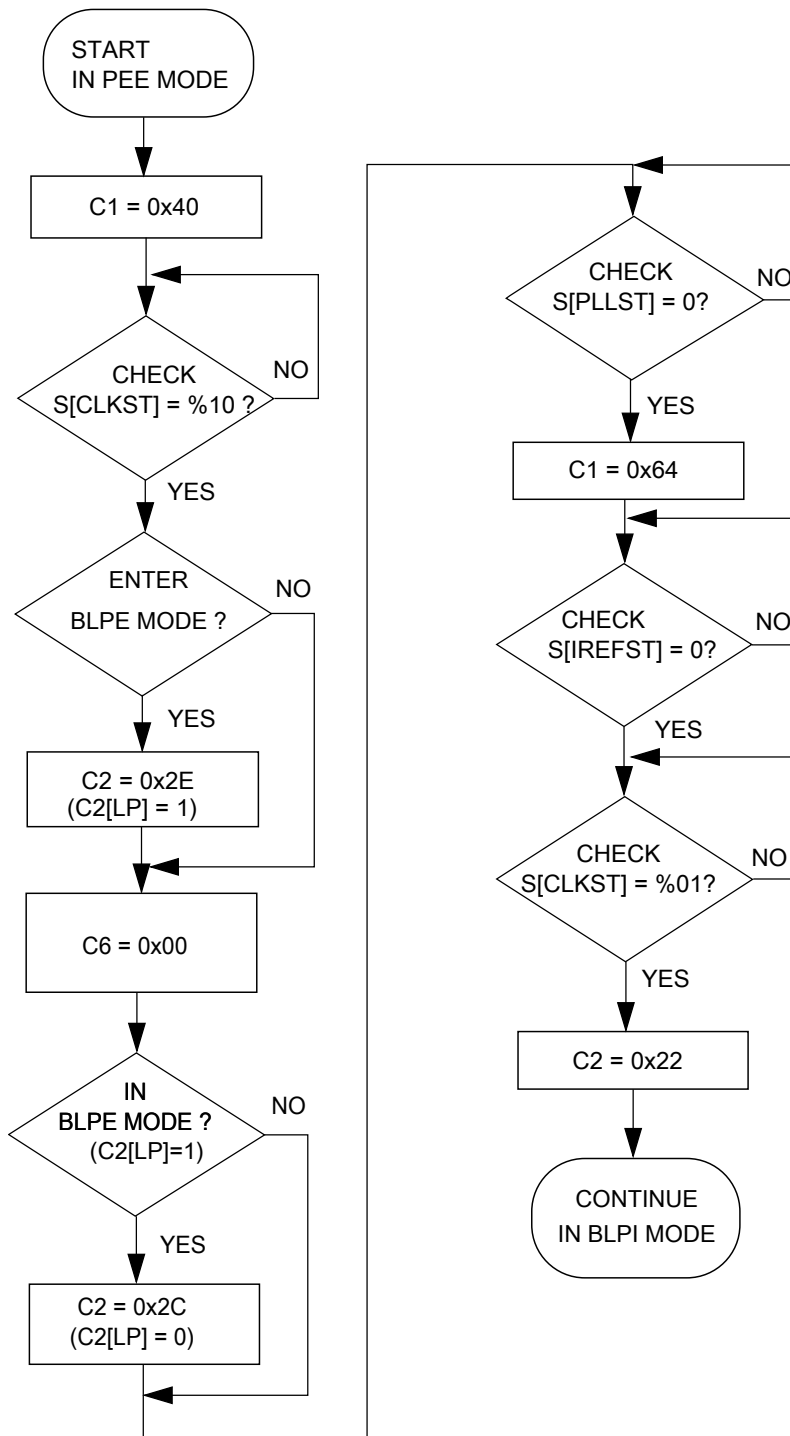 START
IN PEE MODE
C1 = 0x40
CHECK
S[CLKST] = %10 ?
NO
YES
ENTER
BLPE MODE ?
NO
YES
C2 = 0x2E
(C2[LP] = 1)
C6 = 0x00
IN
BLPE MODE ?
(C2[LP]=1)
NO
YES
C2 = 0x2C
(C2[LP] = 0)
CHECK
S[PLLST] = 0?
NO
YES
C1 = 0x64
CHECK
S[IREFST] = 0?
NO
YES
CHECK
S[CLKST] = %01?
NO
YES
C2 = 0x22
CONTINUE
IN BLPI MODE